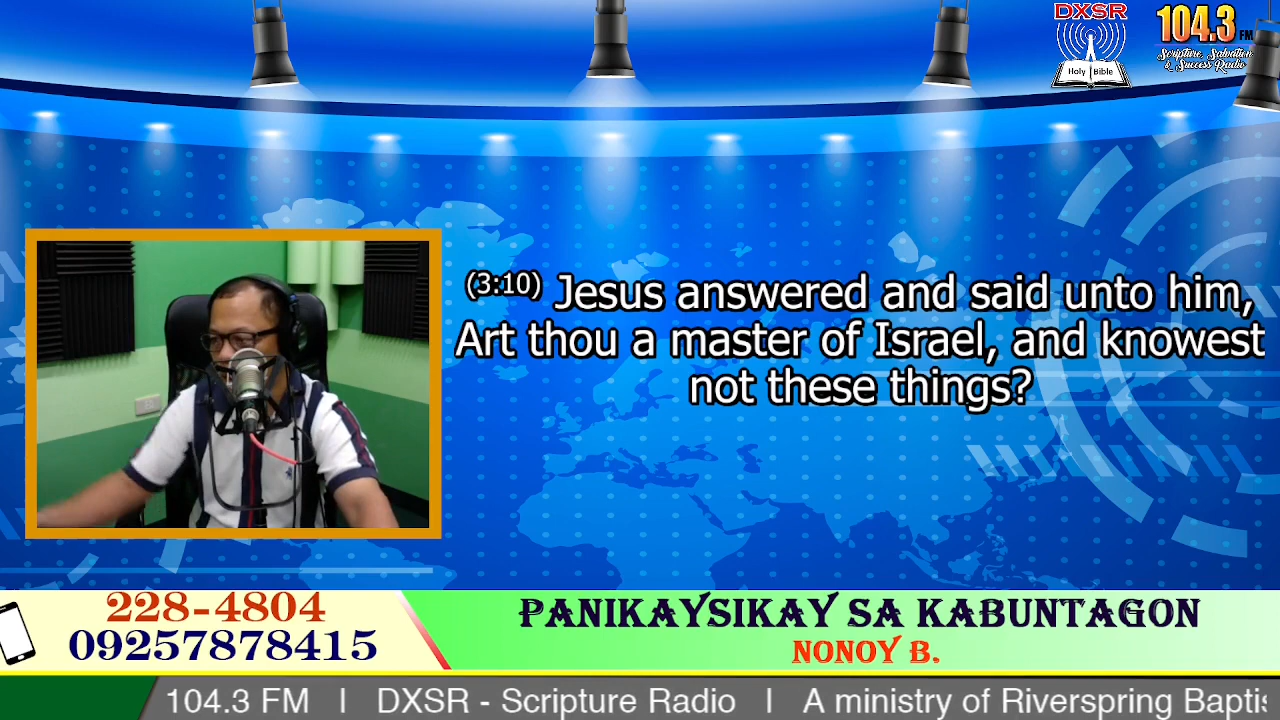 DXSR
Holy Bible
104.3 FM
Scripture, Salvation
& Success Radio
(3:10) Jesus answered and said unto him,
Art thou a master of Israel, and knowest
not these things?
228-4804
09257878415
PANIKAYSIKAY SA KABUNTAGON
NONOY B.
104.3 FM I DXSR - Scripture Radio I A ministry of Riverspring Baptis